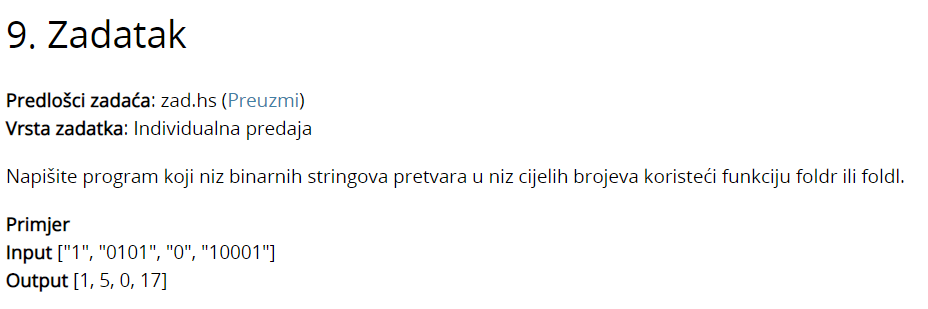 9. Zadatak
Predlošci zadaća: zad.hs (Preuzmi)
Vrsta zadatka: Individualna predaja
Napišite program koji niz binarnih stringova pretvara u niz cijelih brojeva koristeći funkciju foldr ili foldl.
Primjer
Input ["1", "0101", "0", "10001"]
Output [1, 5, 0, 17]